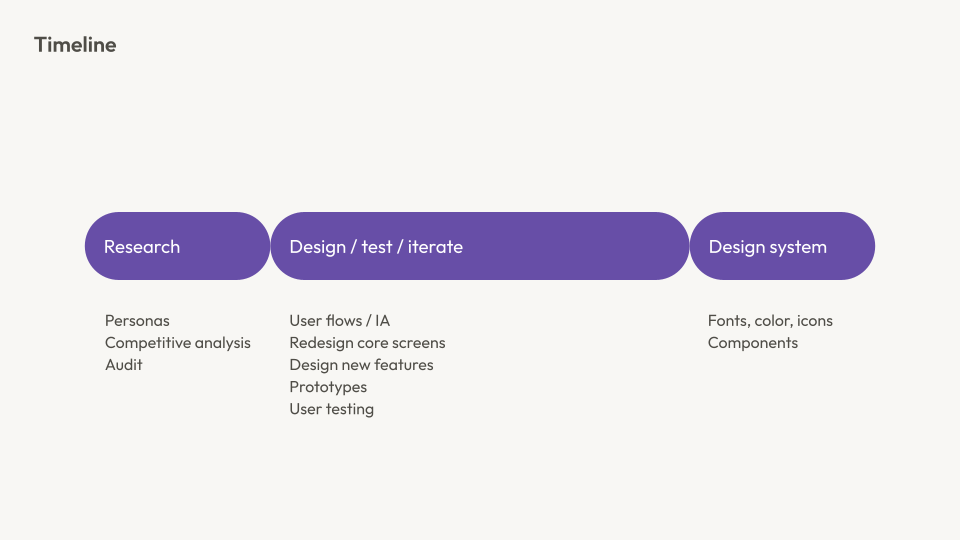 Timeline
Research
Design / test / iterate
Design system
Personas
Competitive analysis
Audit
User flows / IA
Redesign core screens
Design new features
Prototypes
User testing
Fonts, color, icons
Components